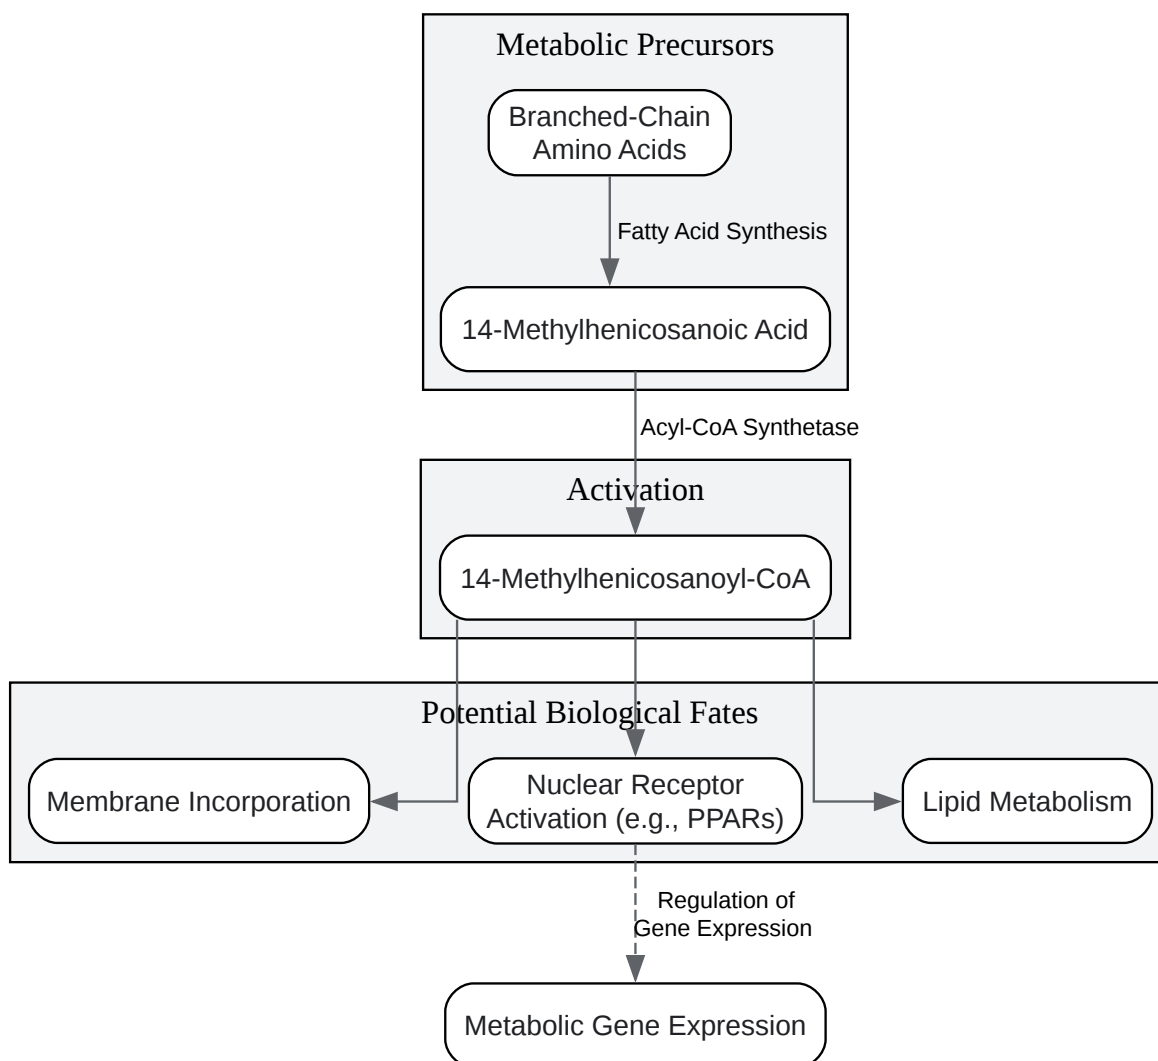 Metabolic Precursors
Branched-Chain
Amino Acids
Fatty Acid Synthesis
14-Methylhenicosanoic Acid
Acyl-CoA Synthetase
Activation
14-Methylhenicosanoyl-CoA
Potential Biological Fates
Membrane Incorporation
Nuclear Receptor
Activation (e.g., PPARs)
Lipid Metabolism
Regulation of
Gene Expression
Metabolic Gene Expression